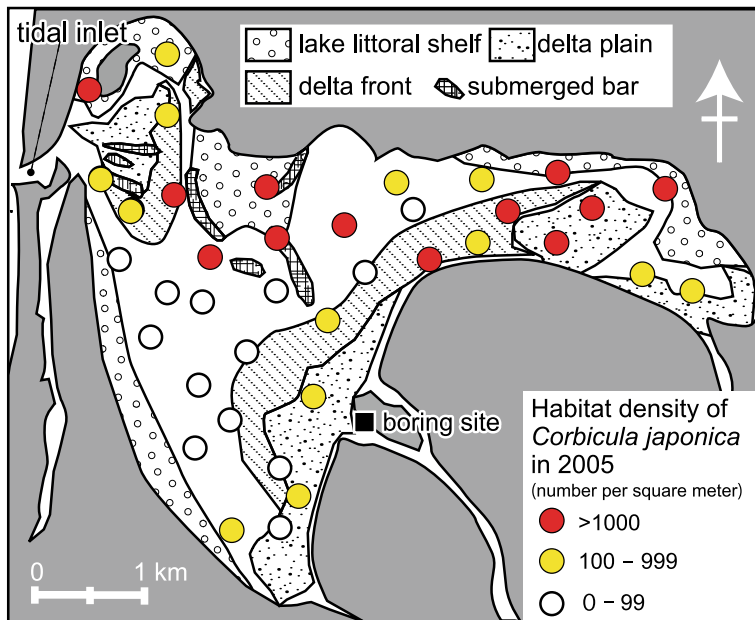 tidal inlet
lake littoral shelf
delta plain
delta front
submerged bar
boring site
Habitat density of
Corbicula japonica
in 2005
(number per square meter)
>1000
100 – 999
0 – 99
0 1 km